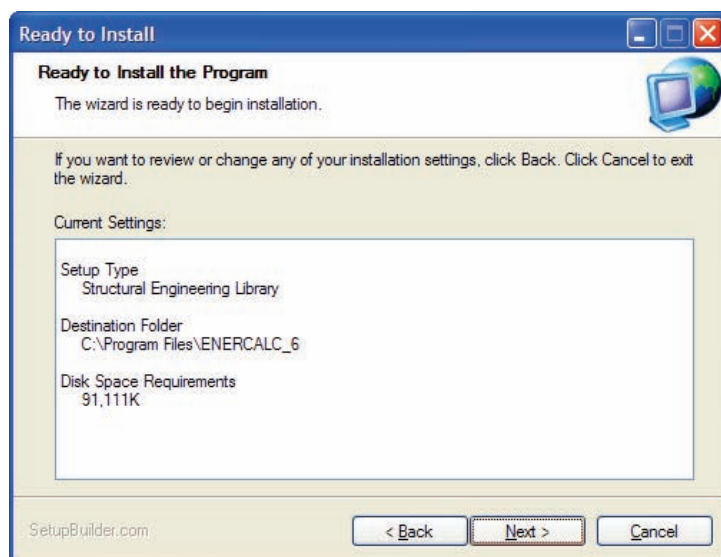 Ready to Install
Ready to Install the Program
The wizard is ready to begin installation.
If you want to review or change any of your installation settings, click Back. Click Cancel to exit
the wizard.
Current Settings:
Setup Type
Structural Engineering Library
Destination Folder
C:\Program Files\ENERCALC_6
Disk Space Requirements
91,111K
SetupBuilder.com
< Back
Next >
Cancel